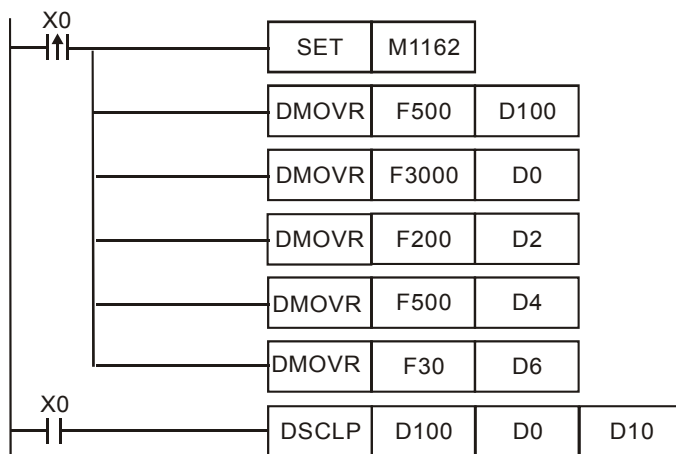 X0
SET M1162
DMOVR F500 D100
DMOVR F3000 D0
DMOVR F200 D2
DMOVR F500 D4
DMOVR F30 D6
X0
DSCLP D100 D0 D10